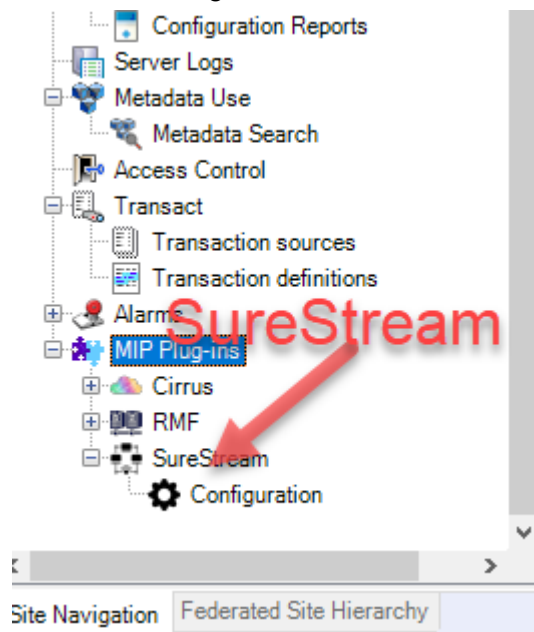 Configuration Reports
Server Logs
Metadata Use
Metadata Search
Access Control
Transact
Transaction sources
Transaction definitions
Alarms
SureStream
MIP Plug-ins
Cirrus
RMF
SureStream
Configuration
Site Navigation Federated Site Hierarchy